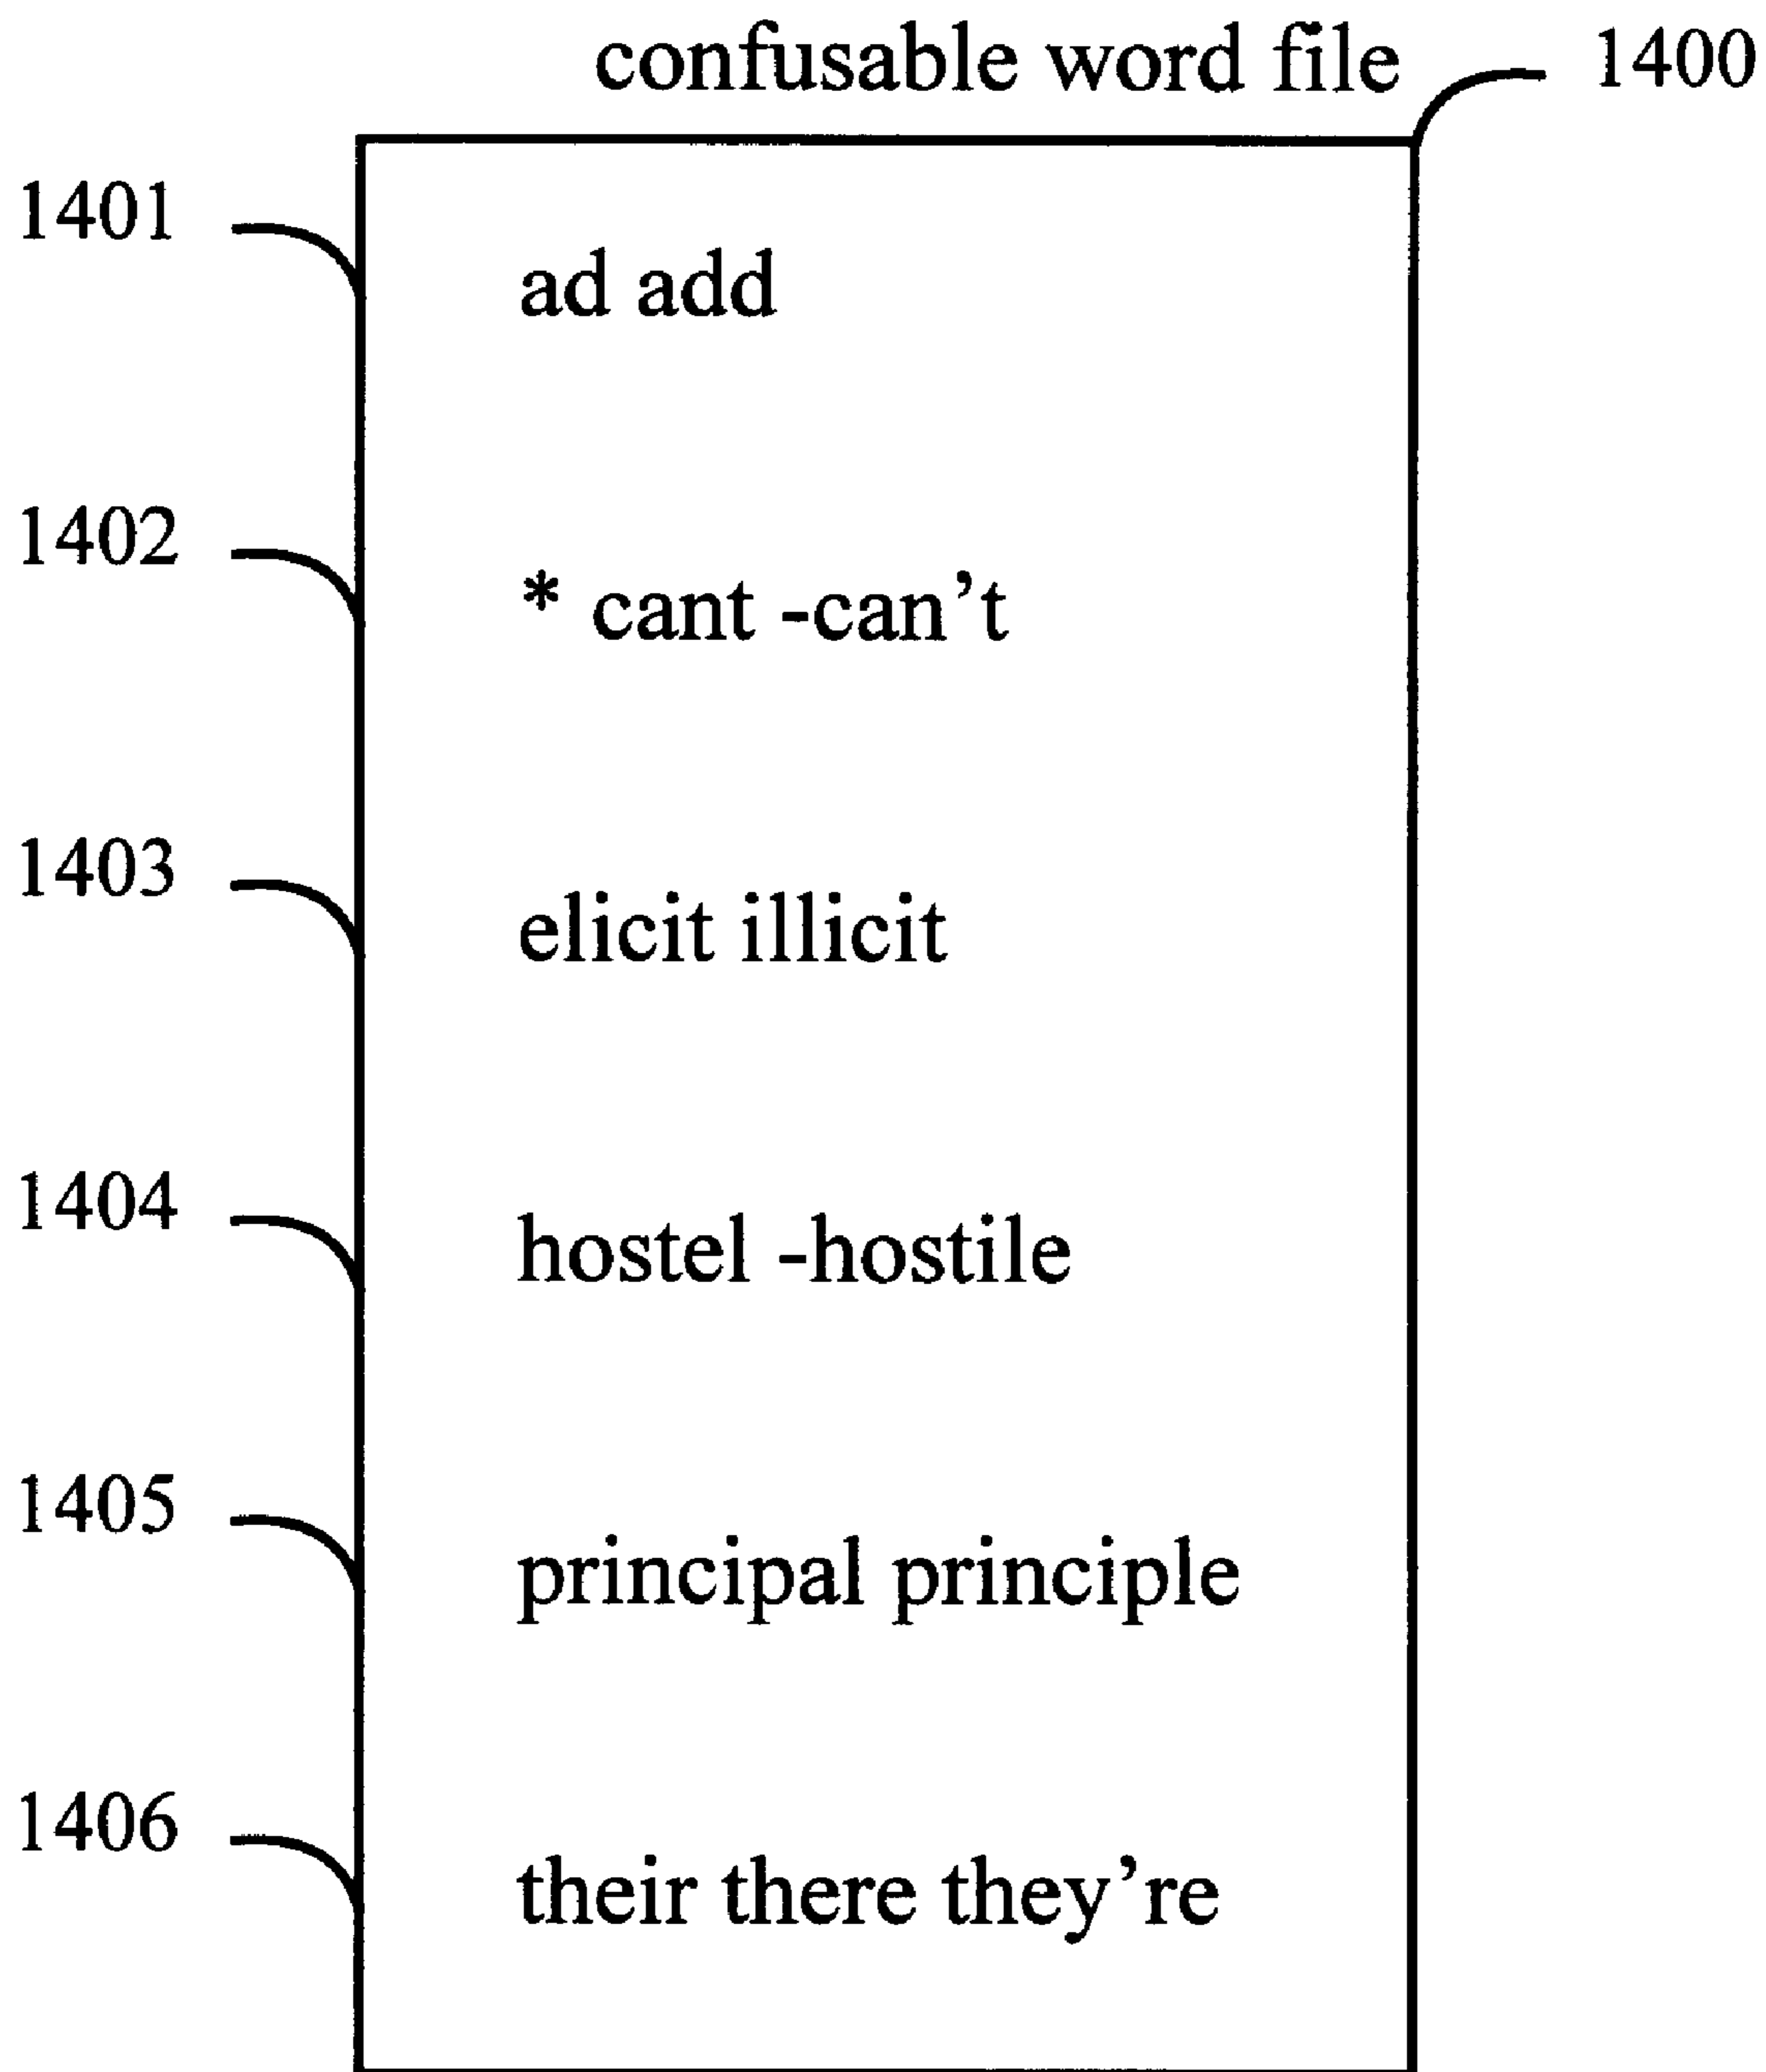 confusable word file 1400
1401
ad add
1402
* cant -can’t
1403
elicit illicit
1404
hostel -hostile
1405
principal principle
1406
their there they’re